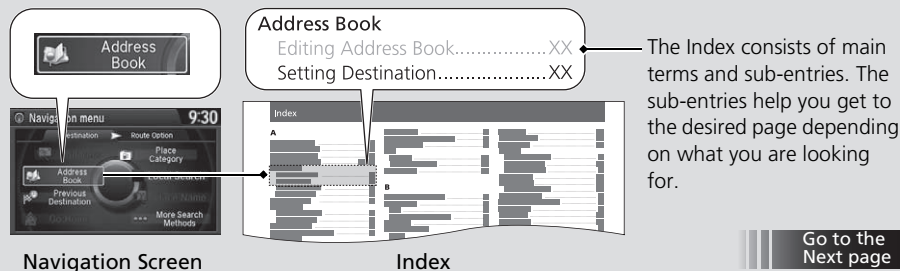 Address
Book
Address Book
Editing Address Book..................XX
Setting Destination......................XX
The Index consists of main
terms and sub-entries. The
sub-entries help you get to
the desired page depending
on what you are looking
for.
Navigation menu
9:30
Destination
Route Option
Place
Category
Address
Book
Local Search
Previous
Destination
More Search
Methods
Index
A
B
Navigation Screen
Index
Go to the
Next page